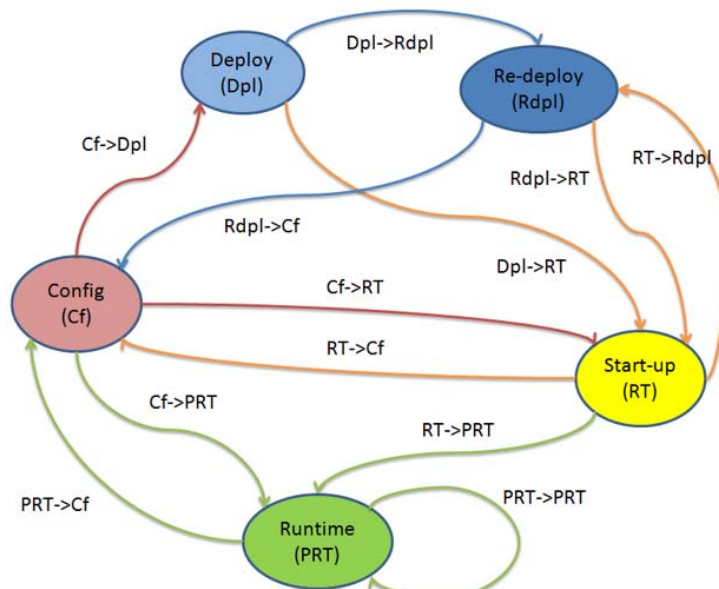 Dpl->Rdpl
Deploy
(Dpl)
Re-deploy
(Rdpl)
Cf->Dpl
RT->Rdpl
Rdpl->RT
Rdpl->Cf
Dpl->RT
Config
(Cf)
Cf->RT
RT->Cf
Start-up
(RT)
Cf->PRT
RT->PRT
PRT->Cf
PRT->PRT
Runtime
(PRT)